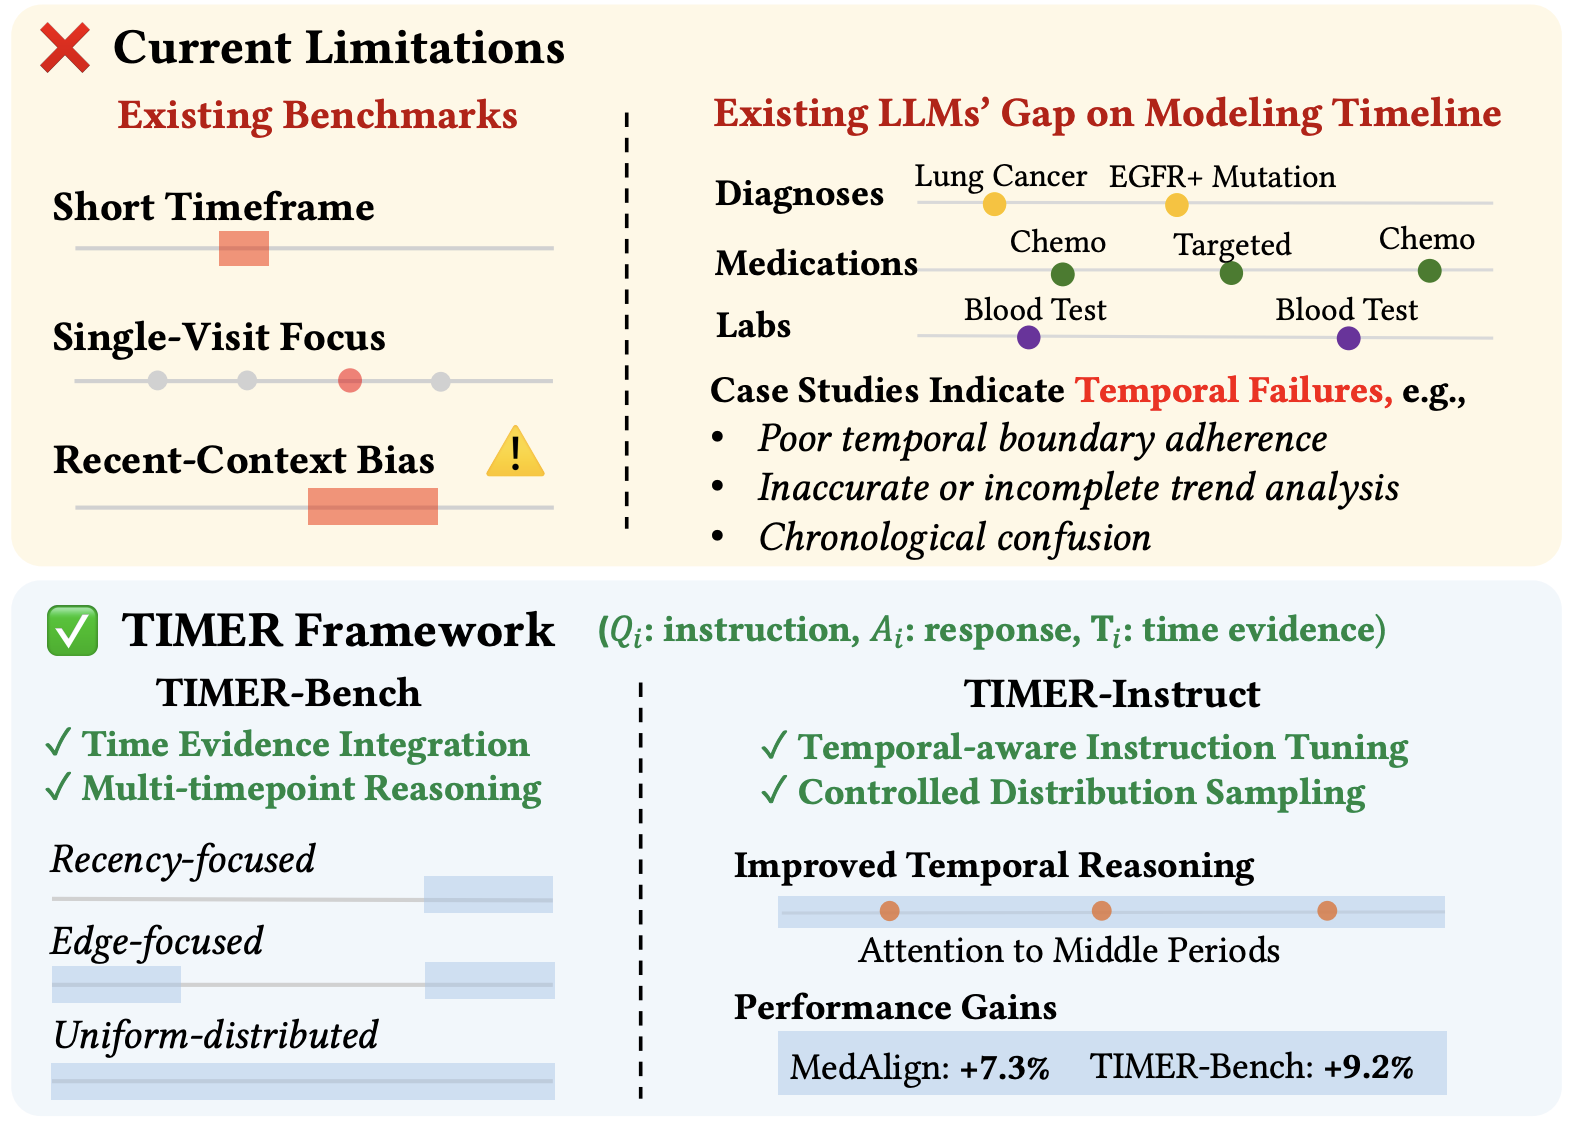 Current Limitations
Existing Benchmarks
Short Timeframe
Single-Visit Focus
Recent-Context Bias
Existing LLMs’ Gap on Modeling Timeline
Diagnoses
Lung Cancer
EGFR+ Mutation
Medications
Chemo
Targeted
Chemo
Labs
Blood Test
Blood Test
Case Studies Indicate Temporal Failures, e.g.,
• Poor temporal boundary adherence
• Inaccurate or incomplete trend analysis
• Chronological confusion
TIMER Framework
(Qᵢ: instruction, Aᵢ: response, Tᵢ: time evidence)
TIMER-Bench
✓ Time Evidence Integration
✓ Multi-timepoint Reasoning
Recency-focused
Edge-focused
Uniform-distributed
TIMER-Instruct
✓ Temporal-aware Instruction Tuning
✓ Controlled Distribution Sampling
Improved Temporal Reasoning
Attention to Middle Periods
Performance Gains
MedAlign: +7.3% TIMER-Bench: +9.2%